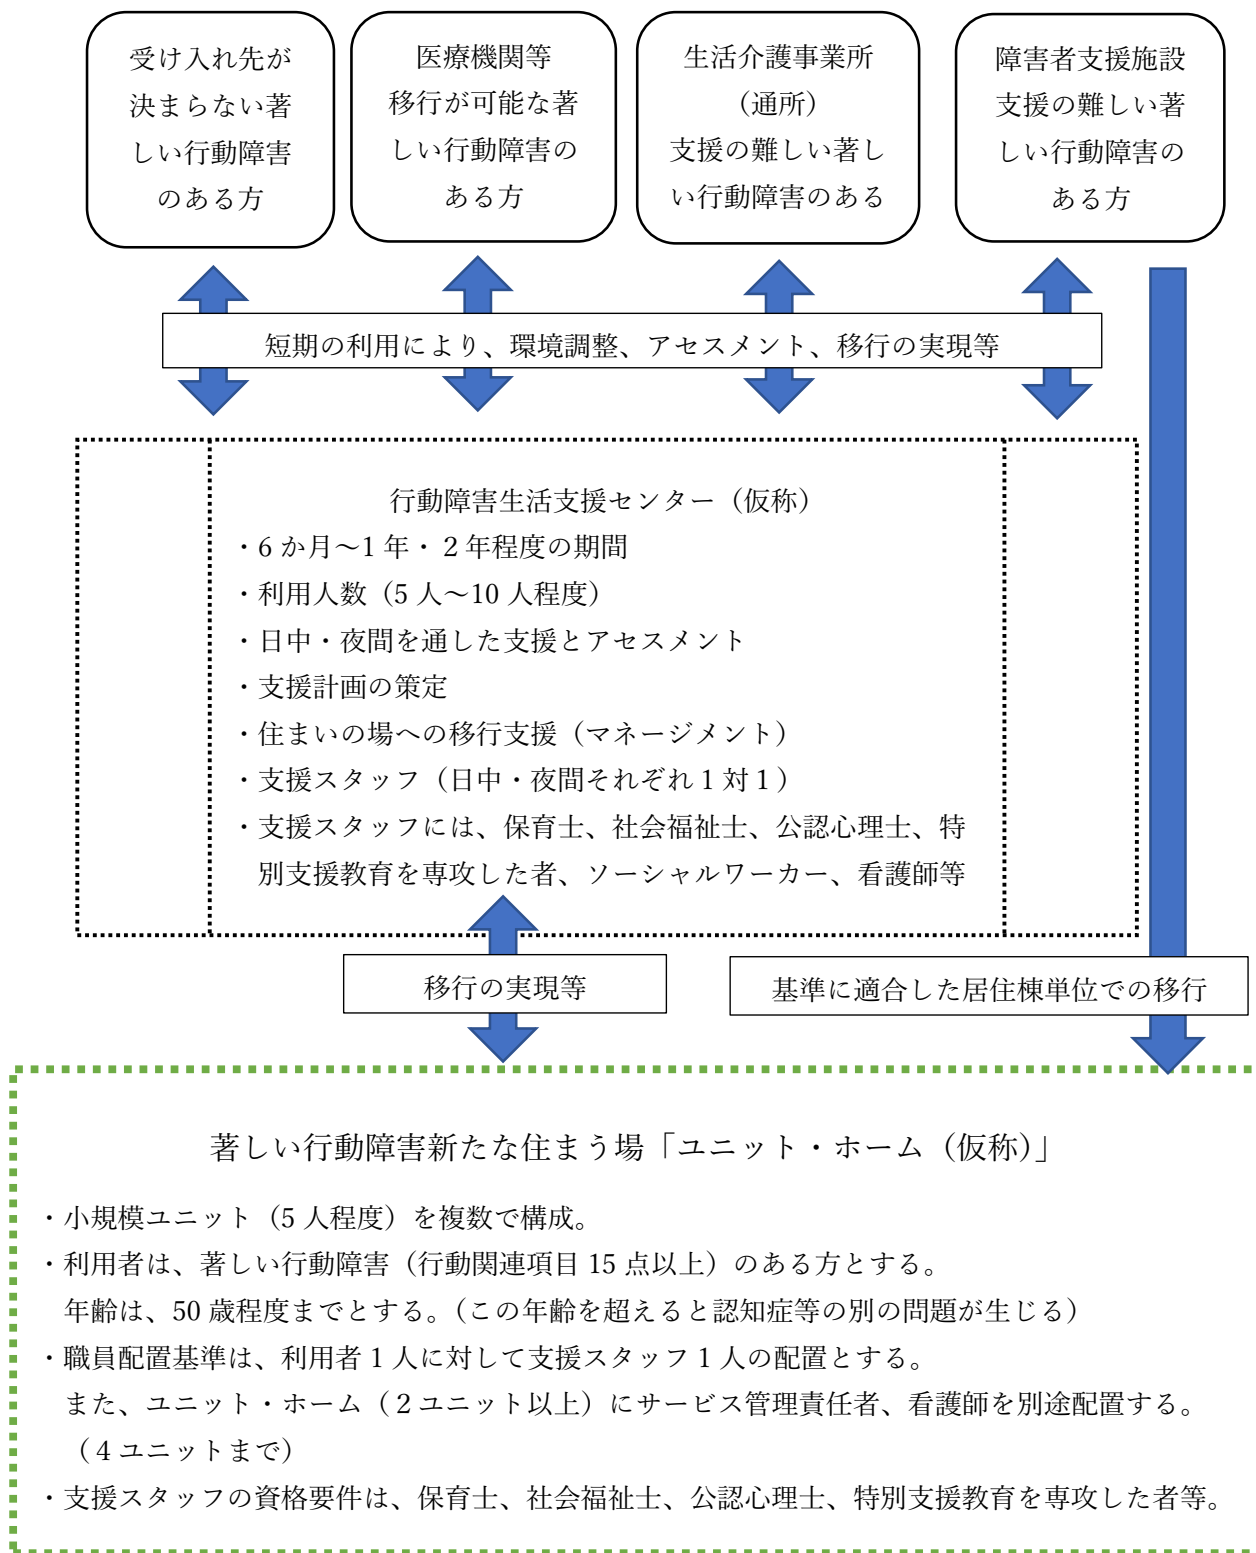 受け入れ先が
決まらない著
しい行動障害
のある方
医療機関等
移行が可能な著
しい行動障害の
ある方
生活介護事業所
（通所）
支援の難しい著し
い行動障害のある
障害者支援施設
支援の難しい著
しい行動障害の
ある方
短期の利用により、環境調整、アセスメント、移行の実現等
行動障害生活支援センター（仮称）
・6 か月～1 年・２年程度の期間
・利用人数（5 人～10 人程度）
・日中・夜間を通した支援とアセスメント
・支援計画の策定
・住まいの場への移行支援（マネージメント）
・支援スタッフ（日中・夜間それぞれ１対１）
・支援スタッフには、保育士、社会福祉士、公認心理士、特
別支援教育を専攻した者、ソーシャルワーカー、看護師等
移行の実現等
基準に適合した居住棟単位での移行
著しい行動障害新たな住まう場「ユニット・ホーム（仮称）」
・小規模ユニット（5 人程度）を複数で構成。
・利用者は、著しい行動障害（行動関連項目 15 点以上）のある方とする。
年齢は、50 歳程度までとする。（この年齢を超えると認知症等の別の問題が生じる）
・職員配置基準は、利用者 1 人に対して支援スタッフ 1 人の配置とする。
また、ユニット・ホーム（２ユニット以上）にサービス管理責任者、看護師を別途配置する。
（４ユニットまで）
・支援スタッフの資格要件は、保育士、社会福祉士、公認心理士、特別支援教育を専攻した者等。